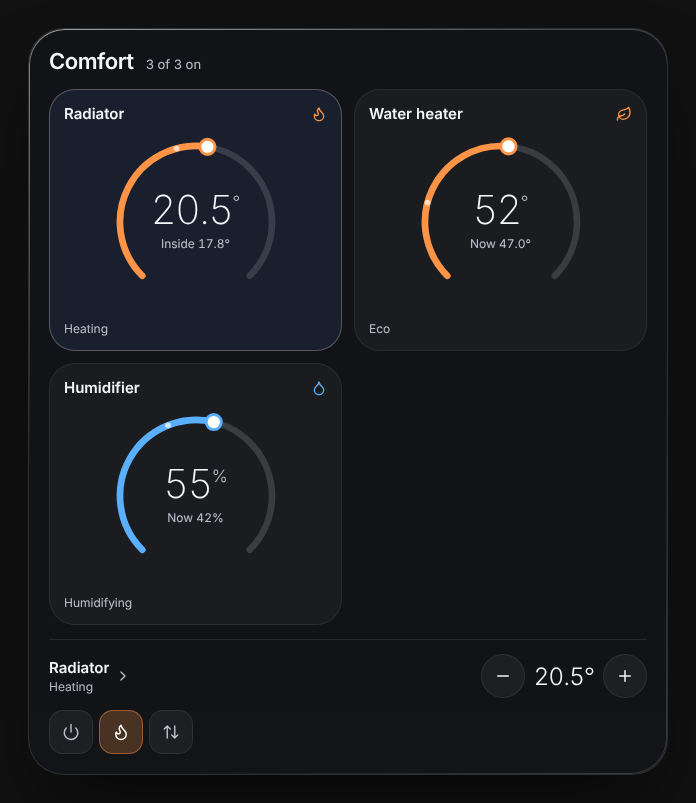 Comfort 3 of 3 on
Radiator
20.5°
Inside 17.8°
Heating
Water heater
52°
Now 47.0°
Eco
Humidifier
55%
Now 42%
Humidifying
Radiator
Heating
20.5°